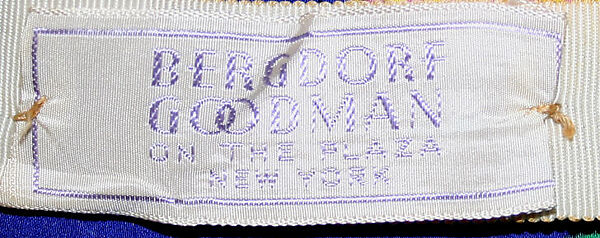 BERGDORF
GOODMAN
ON THE PLAZA
NEW YORK